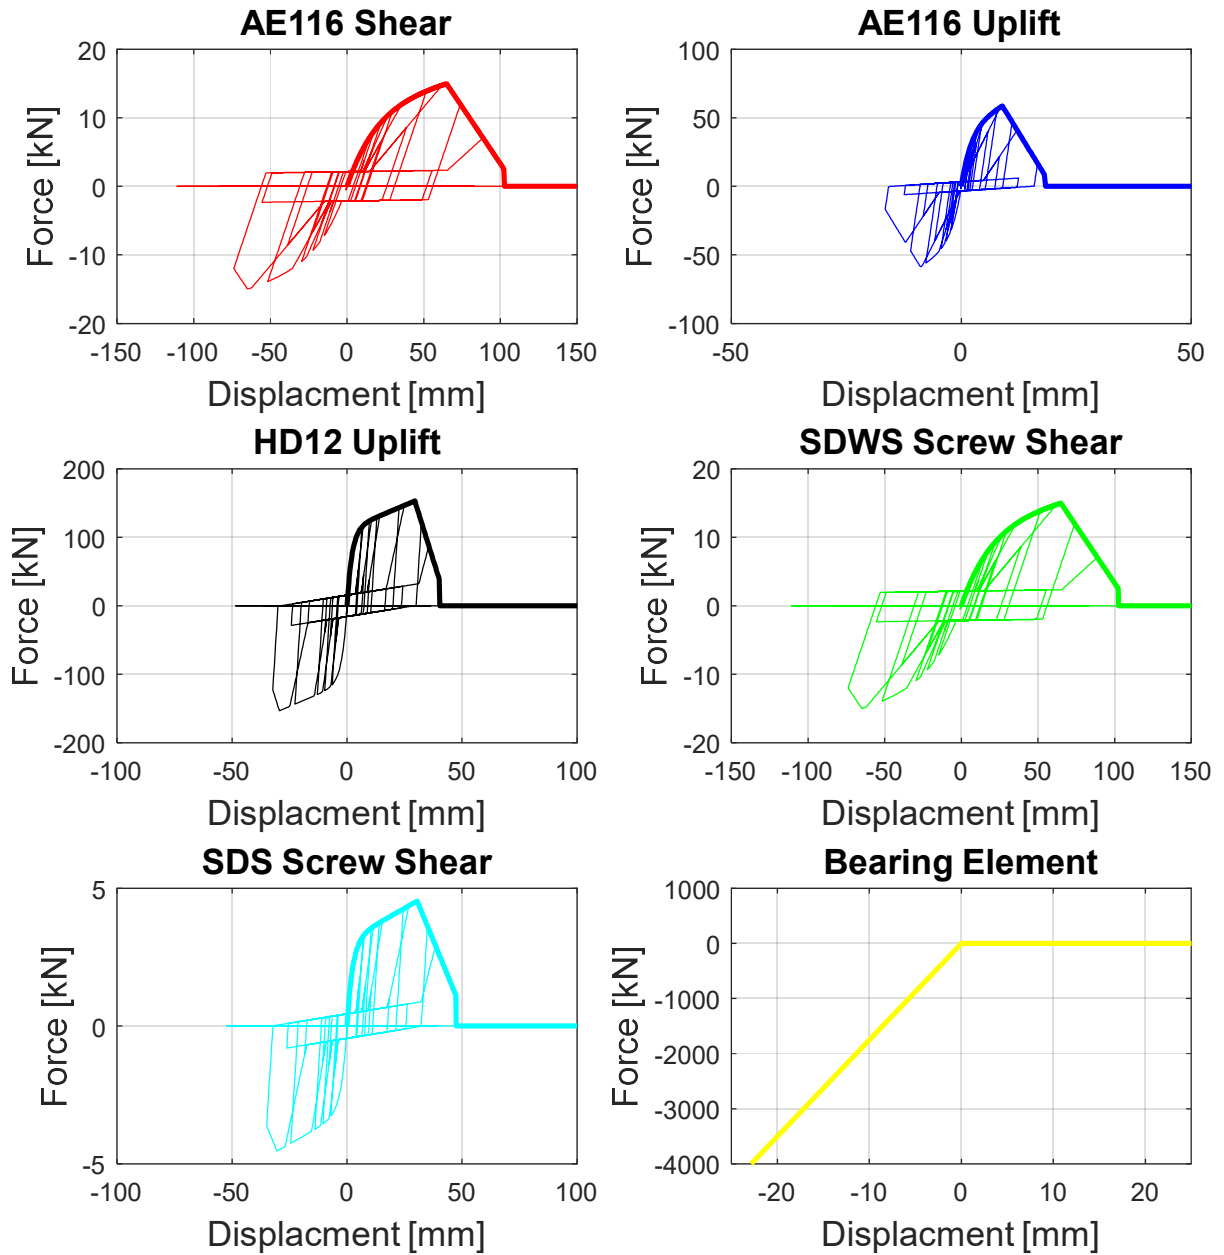 AE116 Shear
20
10
0
-10
-20
Force [kN]
-150 -100 -50 0 50 100 150
Displacment [mm]
AE116 Uplift
100
50
0
-50
-100
Force [kN]
-50 0 50
Displacment [mm]
HD12 Uplift
200
100
0
-100
-200
Force [kN]
-100 -50 0 50 100
Displacment [mm]
SDWS Screw Shear
20
10
0
-10
-20
Force [kN]
-150 -100 -50 0 50 100 150
Displacment [mm]
SDS Screw Shear
5
0
-5
Force [kN]
-100 -50 0 50 100
Displacment [mm]
Bearing Element
1000
0
-1000
-2000
-3000
-4000
Force [kN]
-20 -10 0 10 20
Displacment [mm]